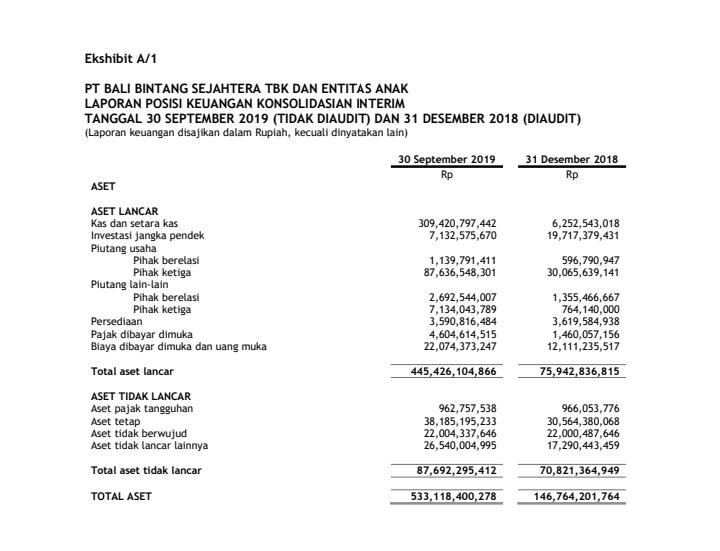 Ekshibit A/1
PT BALI BINTANG SEJAHTERA TBK DAN ENTITAS ANAK
LAPORAN POSISI KEUANGAN KONSOLIDASIAN INTERIM
TANGGAL 30 SEPTEMBER 2019 (TIDAK DIAUDIT) DAN 31 DESEMBER 2018 (DIAUDIT)
(Laporan keuangan disajikan dalam Rupiah, kecuali dinyatakan lain)
30 September 2019 31 Desember 2018
Rp Rp
ASET
ASET LANCAR
Kas dan setara kas 309,420,797,442 6,252,543,018
Investasi jangka pendek 7,132,575,670 19,717,379,431
Piutang usaha
Pihak berelasi 1,139,791,411 596,790,947
Pihak ketiga 87,636,548,301 30,065,639,141
Piutang lain-lain
Pihak berelasi 2,692,544,007 1,355,466,667
Pihak ketiga 7,134,043,789 764,140,000
Persediaan 3,590,816,484 3,619,584,938
Pajak dibayar dimuka 4,604,614,515 1,460,057,156
Biaya dibayar dimuka dan uang muka 22,074,373,247 12,111,235,517
Total aset lancar 445,426,104,866 75,942,836,815
ASET TIDAK LANCAR
Aset pajak tangguhan 962,757,538 966,053,776
Aset tetap 38,185,195,233 30,564,380,068
Aset tidak berwujud 22,004,337,646 22,000,487,646
Aset tidak lancar lainnya 26,540,004,995 17,290,443,459
Total aset tidak lancar 87,692,295,412 70,821,364,949
TOTAL ASET 533,118,400,278 146,764,201,764